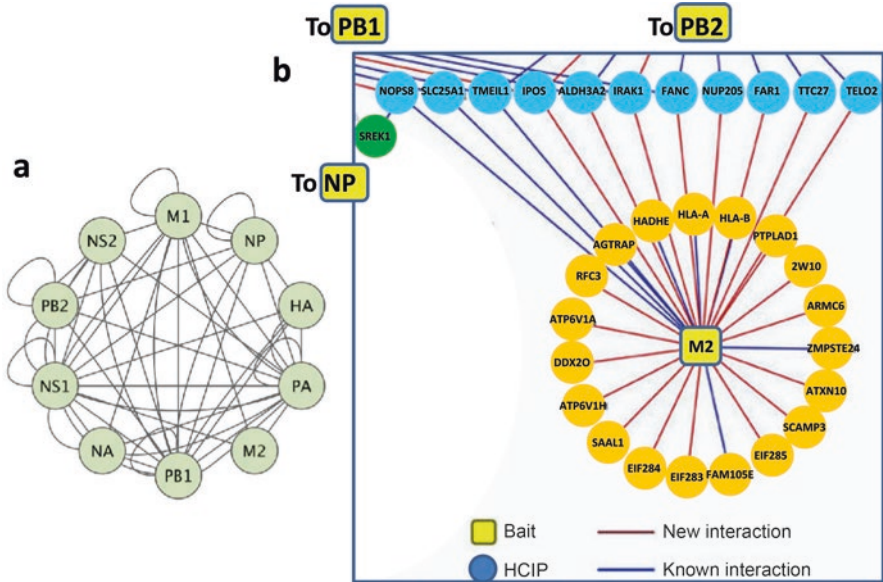 To PB1
To PB2
b
NOPS8 SLC25A1 TMEIL1 IPOS ALDH3A2 IRAK1 FANC NUP205 FAR1 TTC27 TELO2
SREK1
To NP
a
M1
NS2 NP
PB2 HA
NS1 PA
NA M2
PB1
HADHE HLA-A HLA-B
AGTRAP PTPLAD1
RFC3 2W10
ATP6V1A ARMC6
M2 ZMPSTE24
DDX2O
ATP6V1H ATXN10
SAAL1 SCAMP3
EIF284 EIF283 FAM105E EIF285
Bait New interaction
HCIP Known interaction